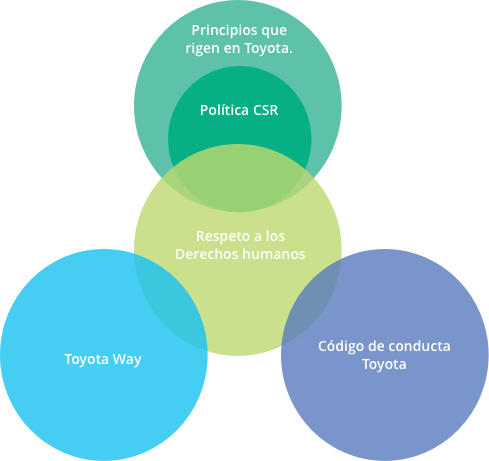 Principios que
rigen en Toyota.
Política CSR
Respeto a los
Derechos humanos
Toyota Way
Código de conducta
Toyota